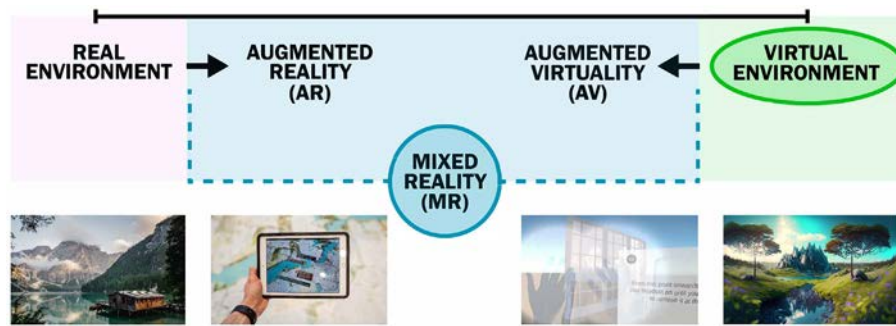 REAL
ENVIRONMENT
AUGMENTED
REALITY
(AR)
AUGMENTED
VIRTUALITY
(AV)
VIRTUAL
ENVIRONMENT
MIXED
REALITY
(MR)